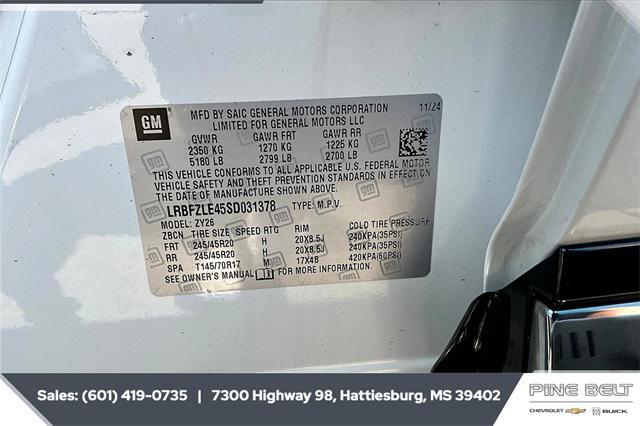 GM
MFD BY SAIC GENERAL MOTORS CORPORATION 11/24
LIMITED FOR GENERAL MOTORS LLC
GVWR GAWR FRT GAWR RR
2350 KG 1270 KG 1225 KG
5180 LB 2799 LB 2700 LB
THIS VEHICLE CONFORMS TO ALL APPLICABLE U.S. FEDERAL MOTOR
VEHICLE SAFETY AND THEFT PREVENTION STANDARDS IN EFFECT ON
THE DATE OF MANUFACTURE SHOWN ABOVE.
LRBFZLE45SD031378 TYPE: M.P.V.
MODEL: ZY26
ZBCN TIRE SIZE SPEED RTG RIM COLD TIRE PRESSURE
FRT 245/45R20 H 20X8.5J 240KPA(35PSI)
RR 245/45R20 H 20X8.5J 240KPA(35PSI)
SPA T145/70R17 M 17X4B 420KPA(60PSI)
SEE OWNER'S MANUAL FOR MORE INFORMATION.
Sales: (601) 419-0735 | 7300 Highway 98, Hattiesburg, MS 39402
PINE BELT
CHEVROLET BUICK